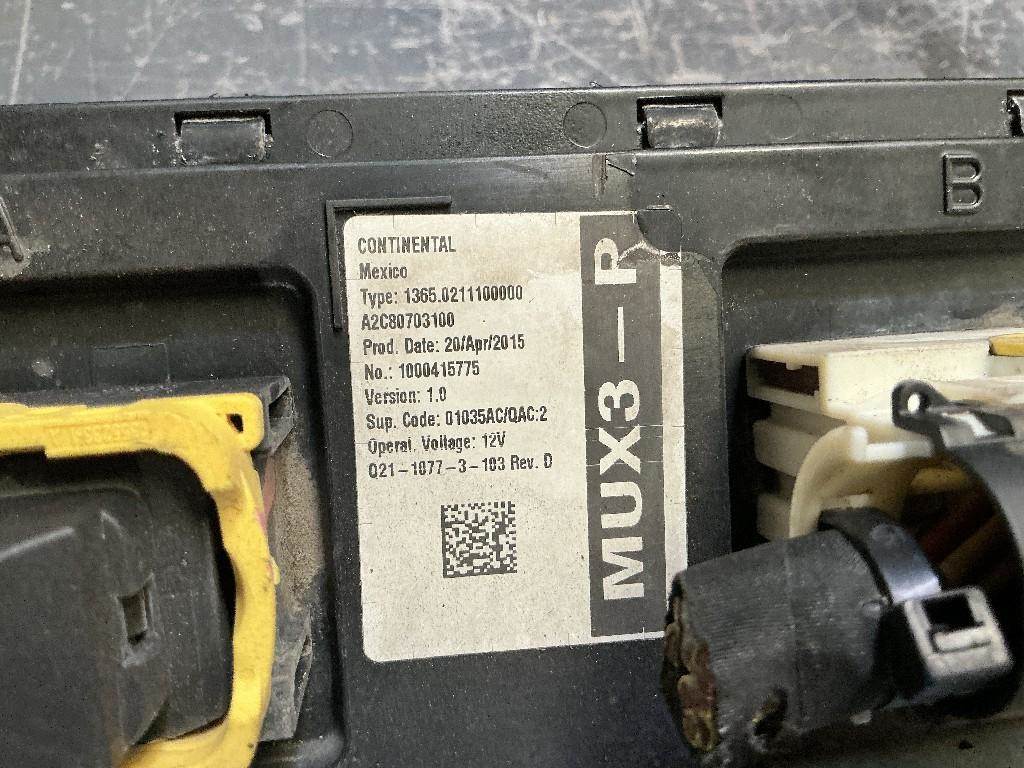 A
B
CONTINENTAL
Mexico
Type: 1365.0211100000
A2C80703100
Prod. Date: 20/Apr/2015
No.: 1000415775
Version: 1.0
Sup. Code: 01035AC/QAC:2
Operat. Voltage: 12V
Q21-1077-3-103 Rev. D
MUX3-R